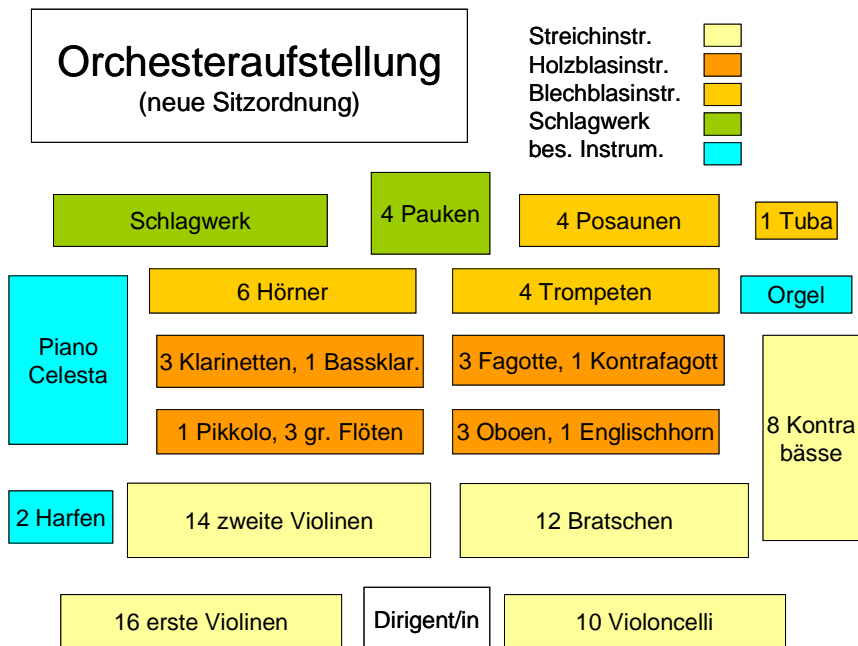 Orchesteraufstellung
(neue Sitzordnung)
Streichinstr.
Holzblasinstr.
Blechblasinstr.
Schlagwerk
bes. Instrum.
Schlagwerk
4 Pauken
4 Posaunen
1 Tuba
6 Hörner
4 Trompeten
Orgel
Piano
Celesta
3 Klarinetten, 1 Bassklar.
3 Fagotte, 1 Kontrafagott
1 Pikkolo, 3 gr. Flöten
3 Oboen, 1 Englischhorn
8 Kontra
bässe
2 Harfen
14 zweite Violinen
12 Bratschen
16 erste Violinen
Dirigent/in
10 Violoncelli